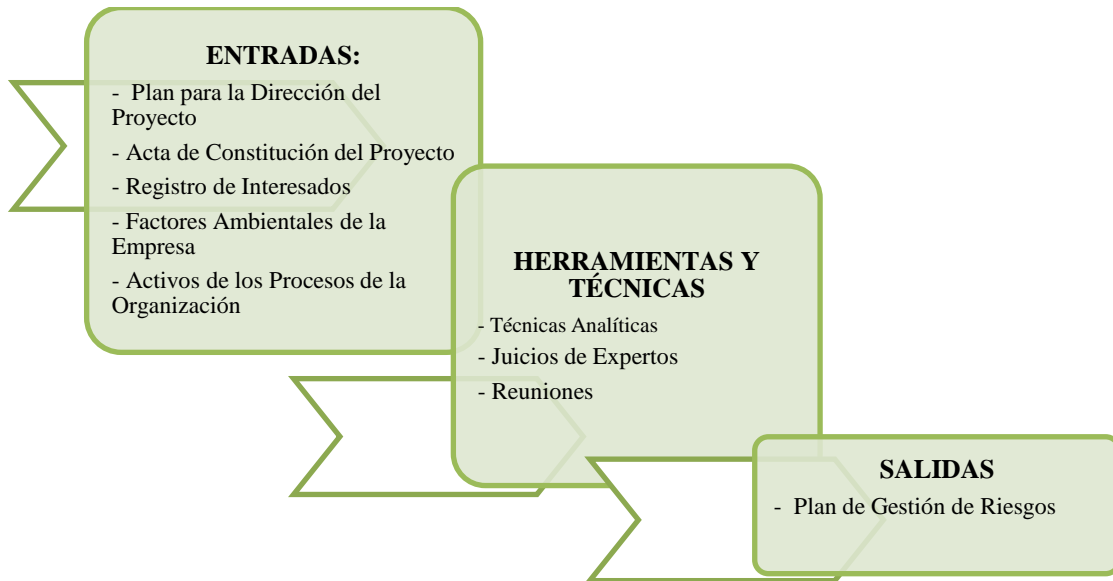 ENTRADAS:
- Plan para la Dirección del
Proyecto
- Acta de Constitución del Proyecto
- Registro de Interesados
- Factores Ambientales de la
Empresa
- Activos de los Procesos de la
Organización
HERRAMIENTAS Y
TÉCNICAS
- Técnicas Analíticas
- Juicios de Expertos
- Reuniones
SALIDAS
- Plan de Gestión de Riesgos